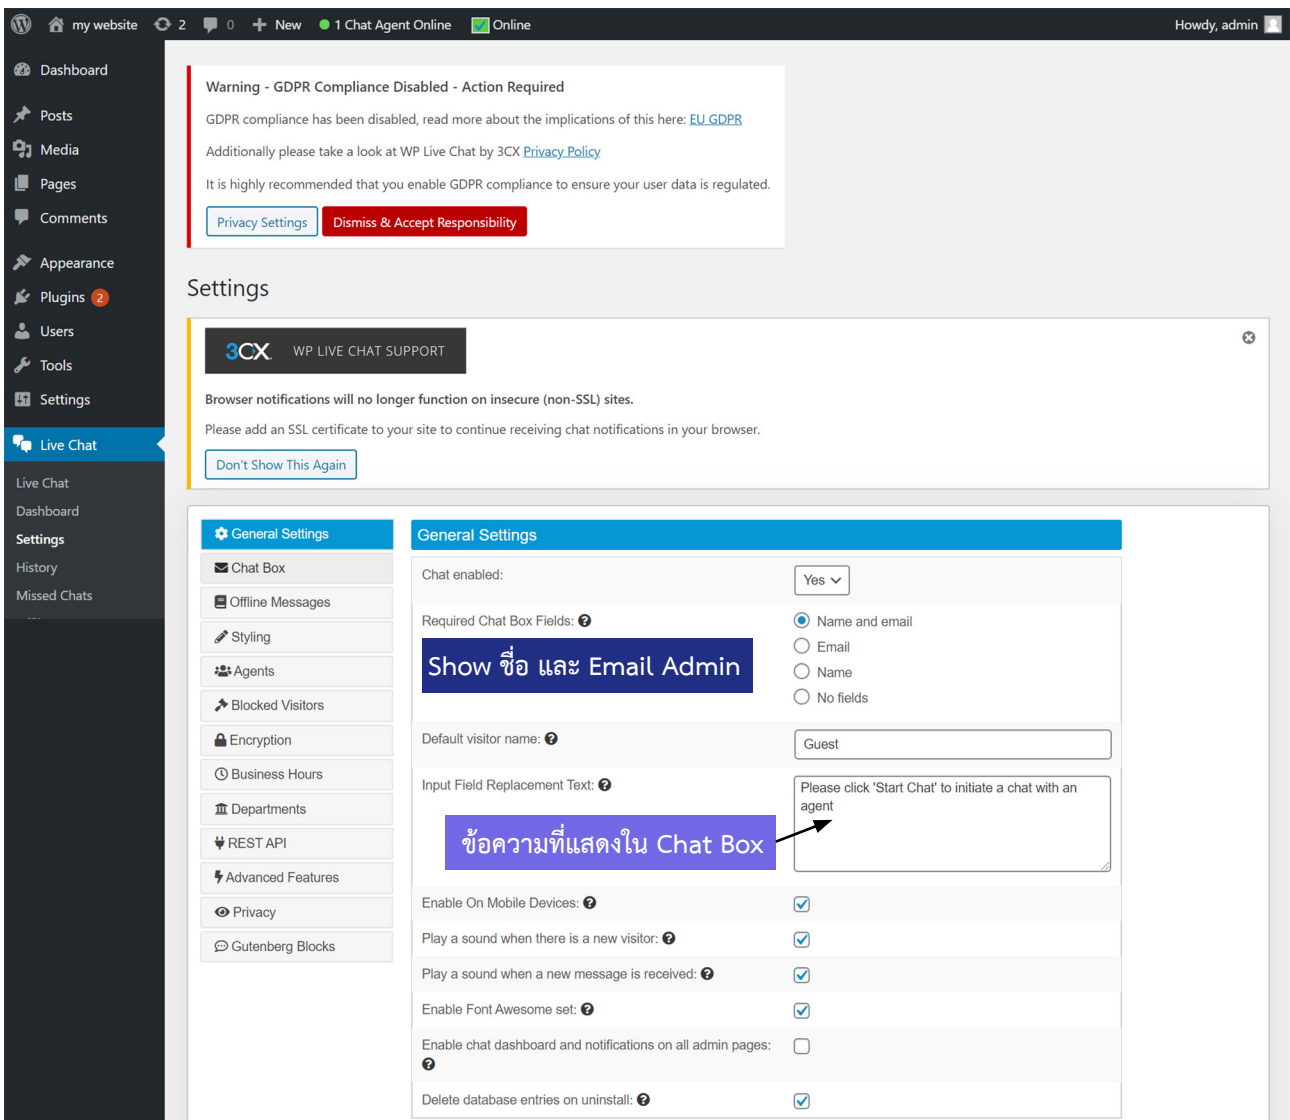 my website 2 0 New 1 Chat Agent Online Online Howdy, admin
Dashboard
Posts
Media
Pages
Comments
Appearance
Plugins 2
Users
Tools
Settings
Live Chat
Live Chat
Dashboard
Settings
History
Missed Chats
Warning - GDPR Compliance Disabled - Action Required
GDPR compliance has been disabled, read more about the implications of this here: EU GDPR
Additionally please take a look at WP Live Chat by 3CX Privacy Policy
It is highly recommended that you enable GDPR compliance to ensure your user data is regulated.
Privacy Settings Dismiss & Accept Responsibility
Settings
3CX. WP LIVE CHAT SUPPORT
Browser notifications will no longer function on insecure (non-SSL) sites.
Please add an SSL certificate to your site to continue receiving chat notifications in your browser.
Don't Show This Again
General Settings
Chat Box
Offline Messages
Styling
Agents
Blocked Visitors
Encryption
Business Hours
Departments
REST API
Advanced Features
Privacy
Gutenberg Blocks
General Settings
Chat enabled: Yes
Required Chat Box Fields: Name and email
Email
Name
No fields
Show ชื่อ และ Email Admin
Default visitor name: Guest
Input Field Replacement Text: Please click 'Start Chat' to initiate a chat with an
agent
ข้อความที่แสดงใน Chat Box
Enable On Mobile Devices:
Play a sound when there is a new visitor:
Play a sound when a new message is received:
Enable Font Awesome set:
Enable chat dashboard and notifications on all admin pages:
Delete database entries on uninstall: